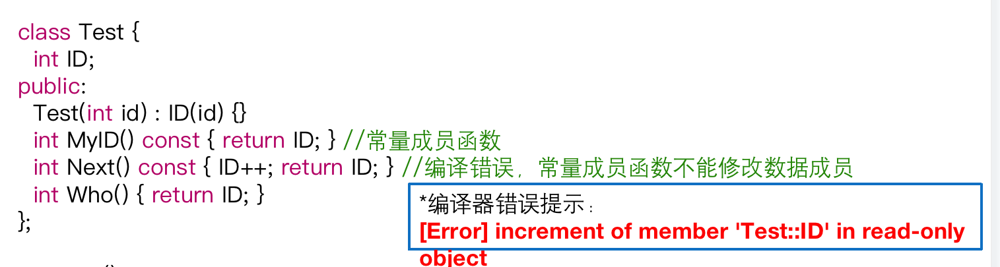 class Test {
int ID;
public:
Test(int id) : ID(id) {}
int MyID() const { return ID; } //常量成员函数
int Next() const { ID++; return ID; } //编译错误，常量成员函数不能修改数据成员
int Who() { return ID; }
};
*编译器错误提示：
[Error] increment of member 'Test::ID' in read-only
object